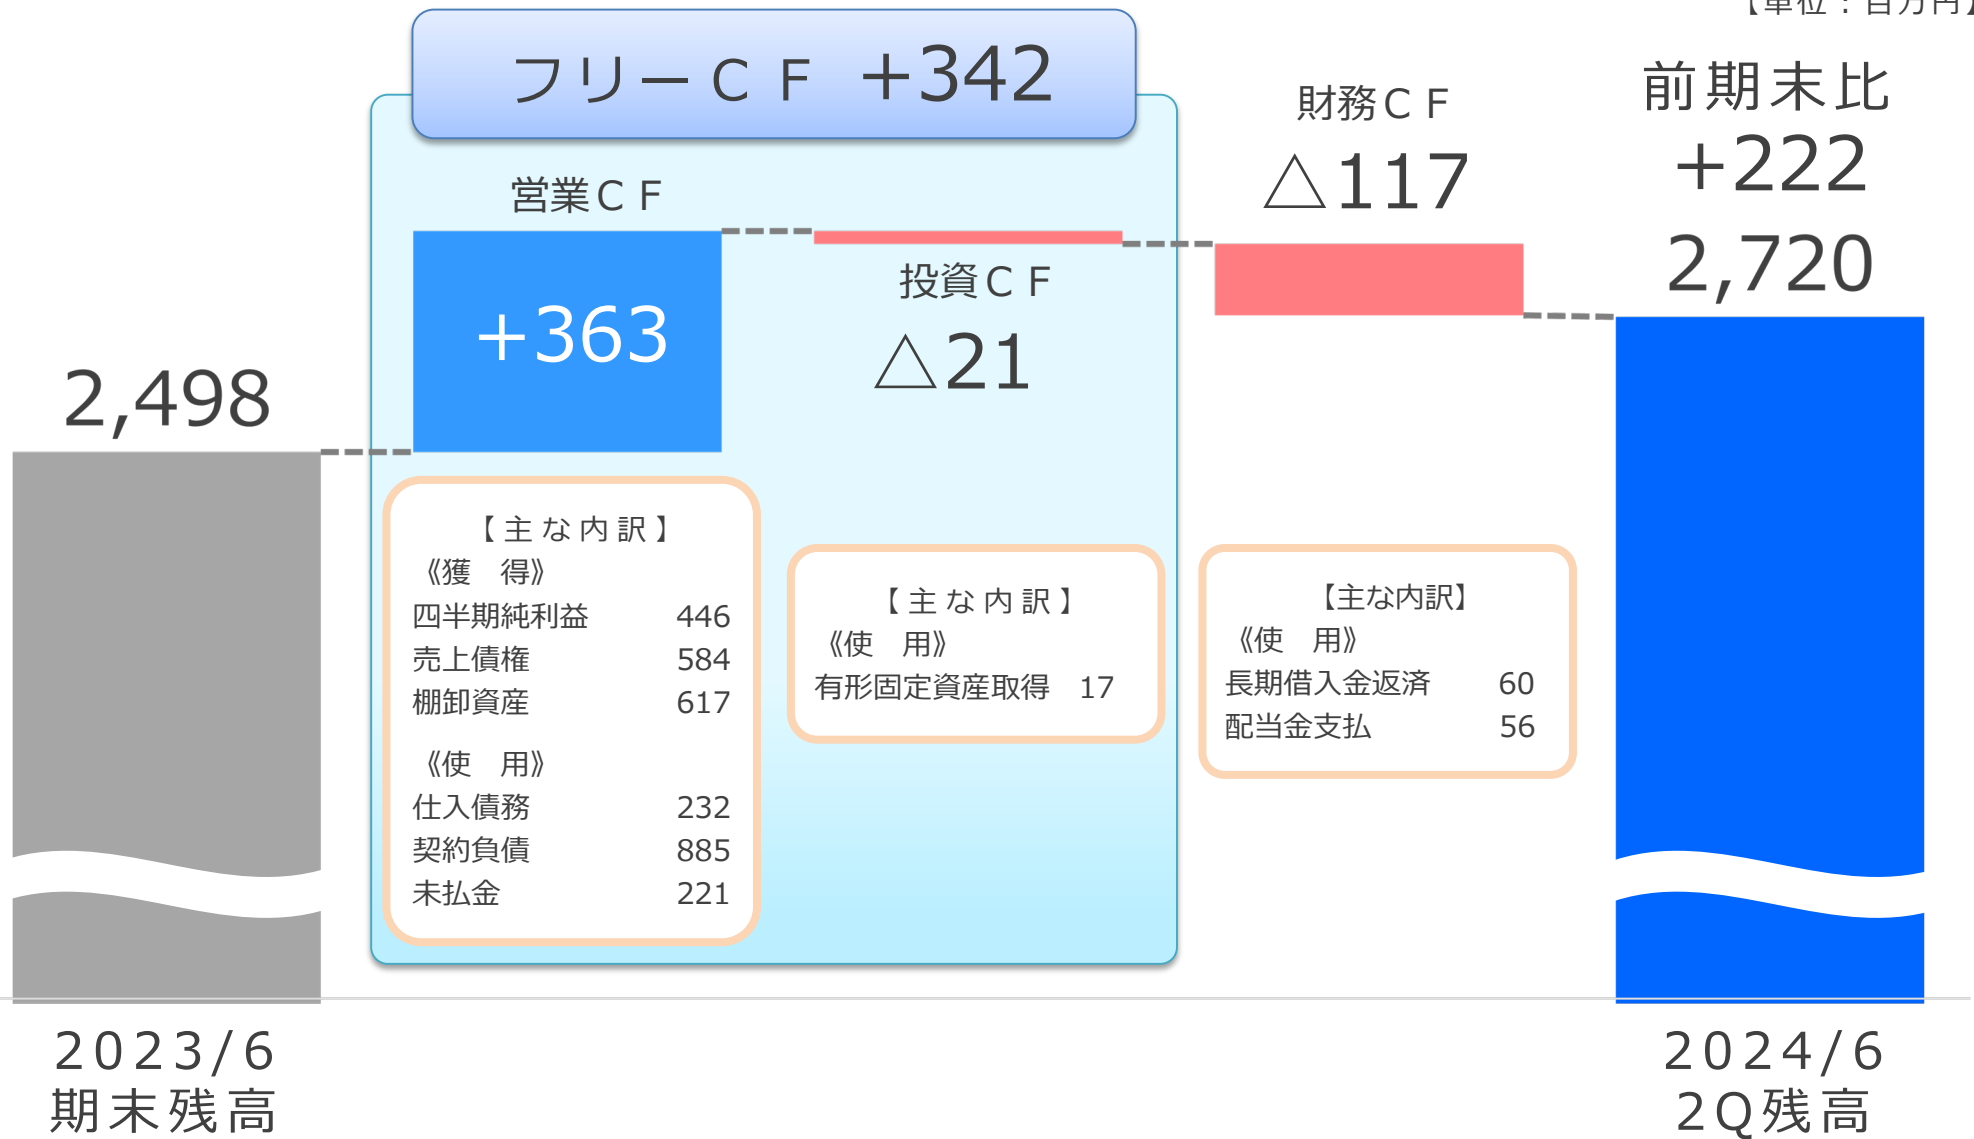 【単位：百万円】
フリーＣＦ +342
財務ＣＦ
△117
前期末比
+222
2,720
営業ＣＦ
+363
投資ＣＦ
△21
2,498
【主な内訳】
《獲　得》
四半期純利益 446
売上債権 584
棚卸資産 617
《使　用》
仕入債務 232
契約負債 885
未払金 221
【主な内訳】
《使　用》
有形固定資産取得 17
【主な内訳】
《使　用》
長期借入金返済 60
配当金支払 56
2023/6
期末残高
2024/6
2Q残高